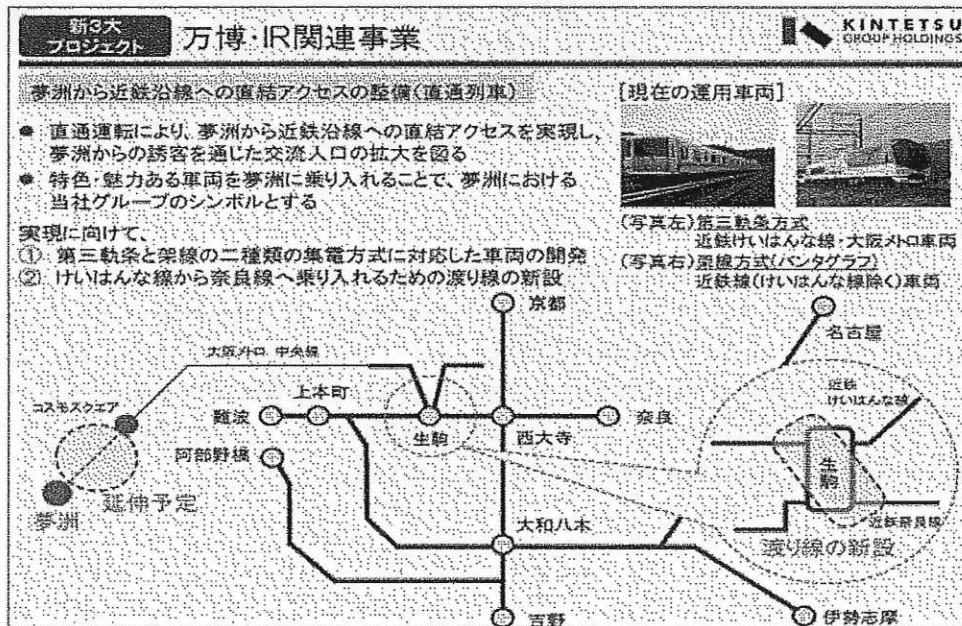 新3大
プロジェクト
万博・IR関連事業
KINTETSU
GROUP HOLDINGS
夢洲から近鉄沿線への直結アクセスの整備(直通列車)
● 直通運転により、夢洲から近鉄沿線への直結アクセスを実現し、
夢洲からの誘客を通じた交流人口の拡大を図る
● 特色・魅力ある車両を夢洲に乗り入れることで、夢洲における
当社グループのシンボルとする
実現に向けて、
① 第三軌条と架線の二種類の集電方式に対応した車両の開発
② けいはんな線から奈良線へ乗り入れるための渡り線の新設
[現在の運用車両]
(写真左)第三軌条方式
近鉄けいはんな線・大阪メトロ車両
(写真右)架線方式(パンタグラフ)
近鉄線(けいはんな線除く)車両
京都
名古屋
大阪メトロ 中央線
コスモスクエア
上本町
難波
生駒
西大寺
奈良
阿部野橋
夢洲
延伸予定
大和八木
吉野
伊勢志摩
近鉄
けいはんな線
生駒
近鉄奈良線
渡り線の新設